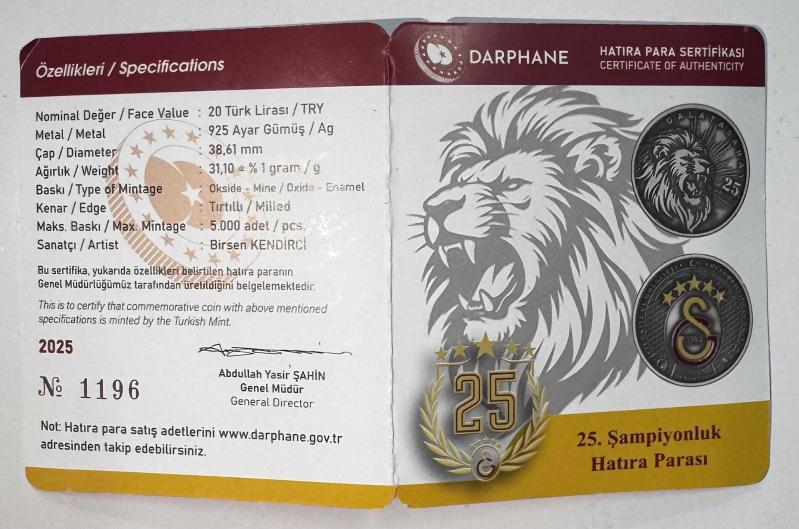 Özellikleri / Specifications
Nominal Değer / Face Value : 20 Türk Lirası / TRY
Metal / Metal : 925 Ayar Gümüş / Ag
Çap / Diameter : 38,61 mm
Ağırlık / Weight : 31,10 ± % 1 gram / g
Baskı / Type of Mintage : Okside - Mine / Oxide - Enamel
Kenar / Edge : Tırtıllı / Milled
Maks. Baskı / Max. Mintage : 5.000 adet / pcs.
Sanatçı / Artist : Birsen KENDİRCİ
Bu sertifika, yukarıda özellikleri belirtilen hatıra paranın
Genel Müdürlüğümüz tarafından üretildiğini belgelemektedir.
This is to certify that commemorative coin with above mentioned
specifications is minted by the Turkish Mint.
2025
№ 1196
Abdullah Yasir ŞAHİN
Genel Müdür
General Director
Not: Hatıra para satış adetlerini www.darphane.gov.tr
adresinden takip edebilirsiniz.
DARPHANE
HATIRA PARA SERTİFİKASI
CERTIFICATE OF AUTHENTICITY
GALATASARAY
25
1905
25
25. Şampiyonluk
Hatıra Parası